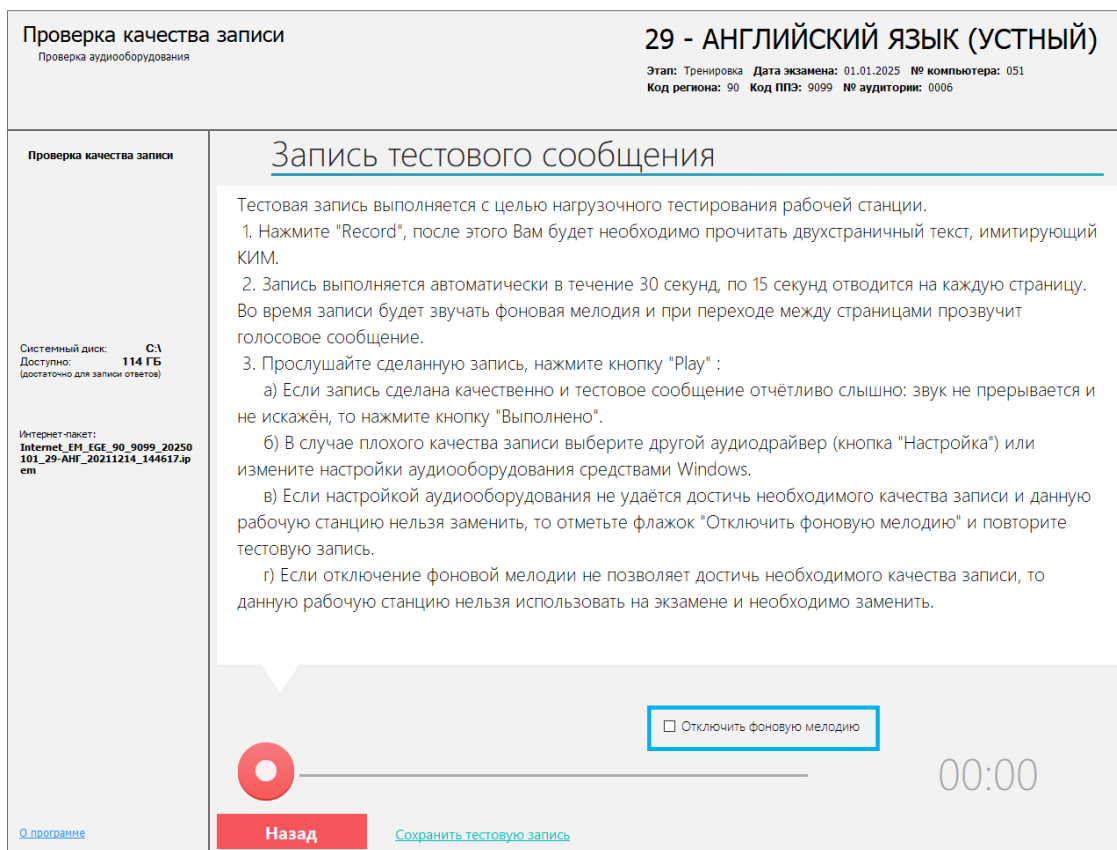 Проверка качества записи
Проверка аудиооборудования
29 - АНГЛИЙСКИЙ ЯЗЫК (УСТНЫЙ)
Этап: Тренировка Дата экзамена: 01.01.2025 № компьютера: 051
Код региона: 90 Код ППЭ: 9099 № аудитории: 0006
Проверка качества записи
Системный диск: C:\
Доступно: 114 ГБ
(достаточно для записи ответов)
Интернет-пакет:
Internet_EM_EGE_90_9099_20250
101_29-АНГ_20211214_144617.ip
em
О программе
Запись тестового сообщения
Тестовая запись выполняется с целью нагрузочного тестирования рабочей станции.
1. Нажмите "Record", после этого Вам будет необходимо прочитать двухстраничный текст, имитирующий
КИМ.
2. Запись выполняется автоматически в течение 30 секунд, по 15 секунд отводится на каждую страницу.
Во время записи будет звучать фоновая мелодия и при переходе между страницами прозвучит
голосовое сообщение.
3. Прослушайте сделанную запись, нажмите кнопку "Play" :
а) Если запись сделана качественно и тестовое сообщение отчётливо слышно: звук не прерывается и
не искажён, то нажмите кнопку "Выполнено".
б) В случае плохого качества записи выберите другой аудиодрайвер (кнопка "Настройка") или
измените настройки аудиооборудования средствами Windows.
в) Если настройкой аудиооборудования не удаётся достичь необходимого качества записи и данную
рабочую станцию нельзя заменить, то отметьте флажок "Отключить фоновую мелодию" и повторите
тестовую запись.
г) Если отключение фоновой мелодии не позволяет достичь необходимого качества записи, то
данную рабочую станцию нельзя использовать на экзамене и необходимо заменить.
Отключить фоновую мелодию
00:00
Назад
Сохранить тестовую запись